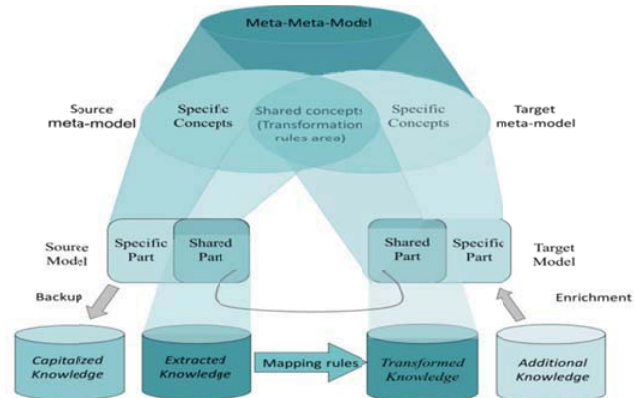 Meta-Meta-Model
Source
meta-model
Specific
Concepts
Shared concepts
(Transformation
rules area)
Specific
Concepts
Target
meta-model
Source
Model
Specific
Part
Shared
Part
Shared
Part
Specific
Part
Target
Model
Backup
Enrichment
Capitalized
Knowledge
Extracted
Knowledge
Mapping rules
Transformed
Knowledge
Additional
Knowledge